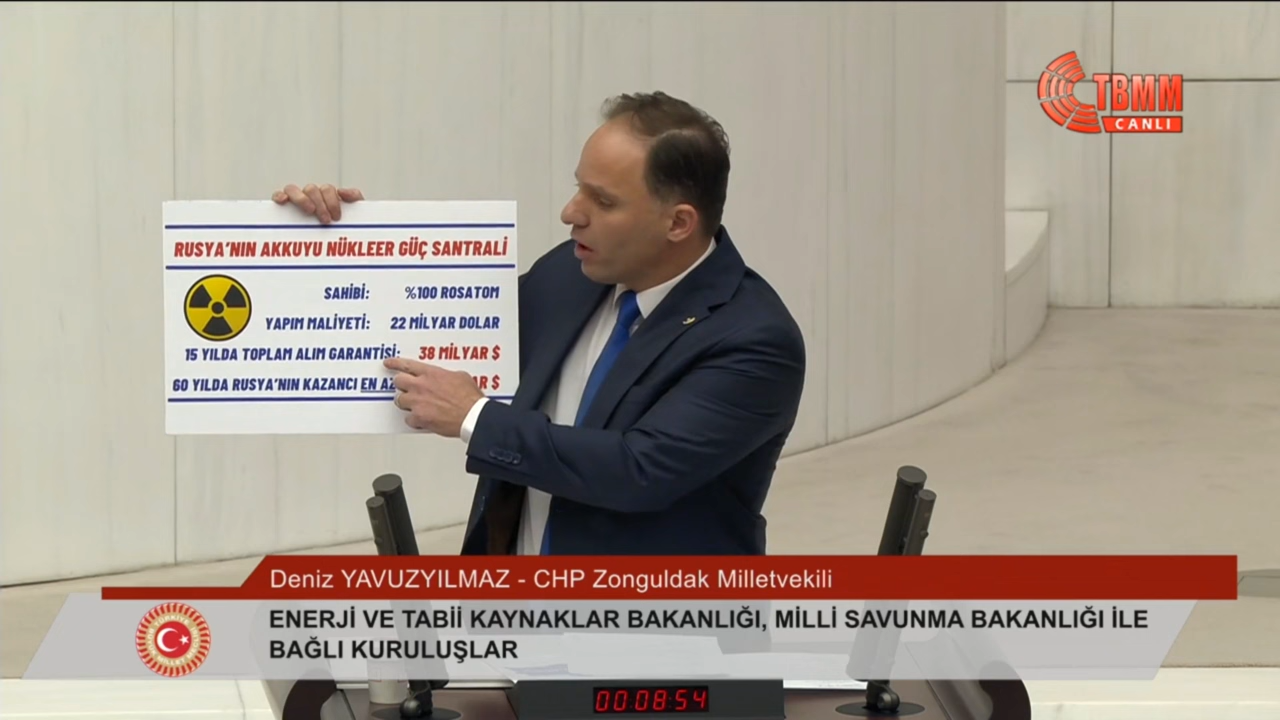 TBMM
CANLI
RUSYA'NIN AKKUYU NÜKLEER GÜÇ SANTRALİ
SAHİBİ: %100 ROSATOM
YAPIM MALİYETİ: 22 MİLYAR DOLAR
15 YILDA TOPLAM ALIM GARANTİSİ: 38 MİLYAR $
60 YILDA RUSYA'NIN KAZANCI EN AZ $
Deniz YAVUZYILMAZ - CHP Zonguldak Milletvekili
ENERJİ VE TABİİ KAYNAKLAR BAKANLIĞI, MİLLİ SAVUNMA BAKANLIĞI İLE
BAĞLI KURULUŞLAR
00:08:54